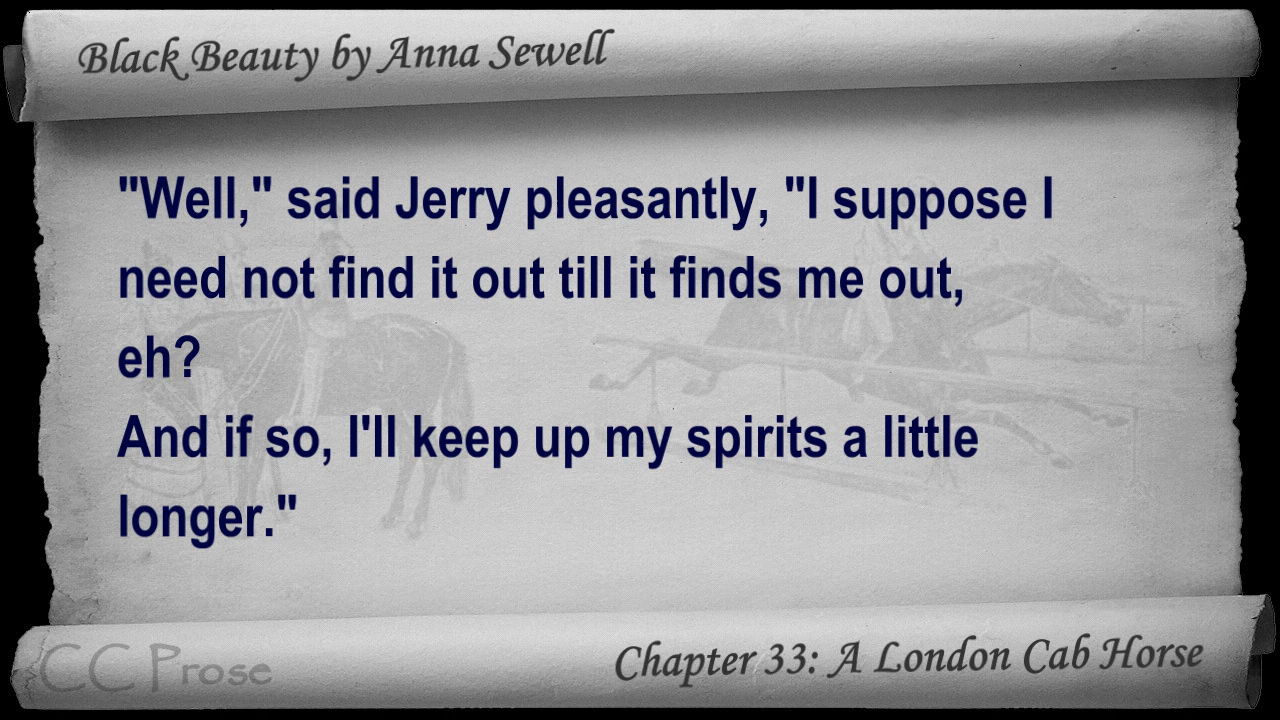 Black Beauty by Anna Sewell
"Well," said Jerry pleasantly, "I suppose I
need not find it out till it finds me out,
eh?
And if so, I'll keep up my spirits a little
longer."
CC Prose
Chapter 33: A London Cab Horse